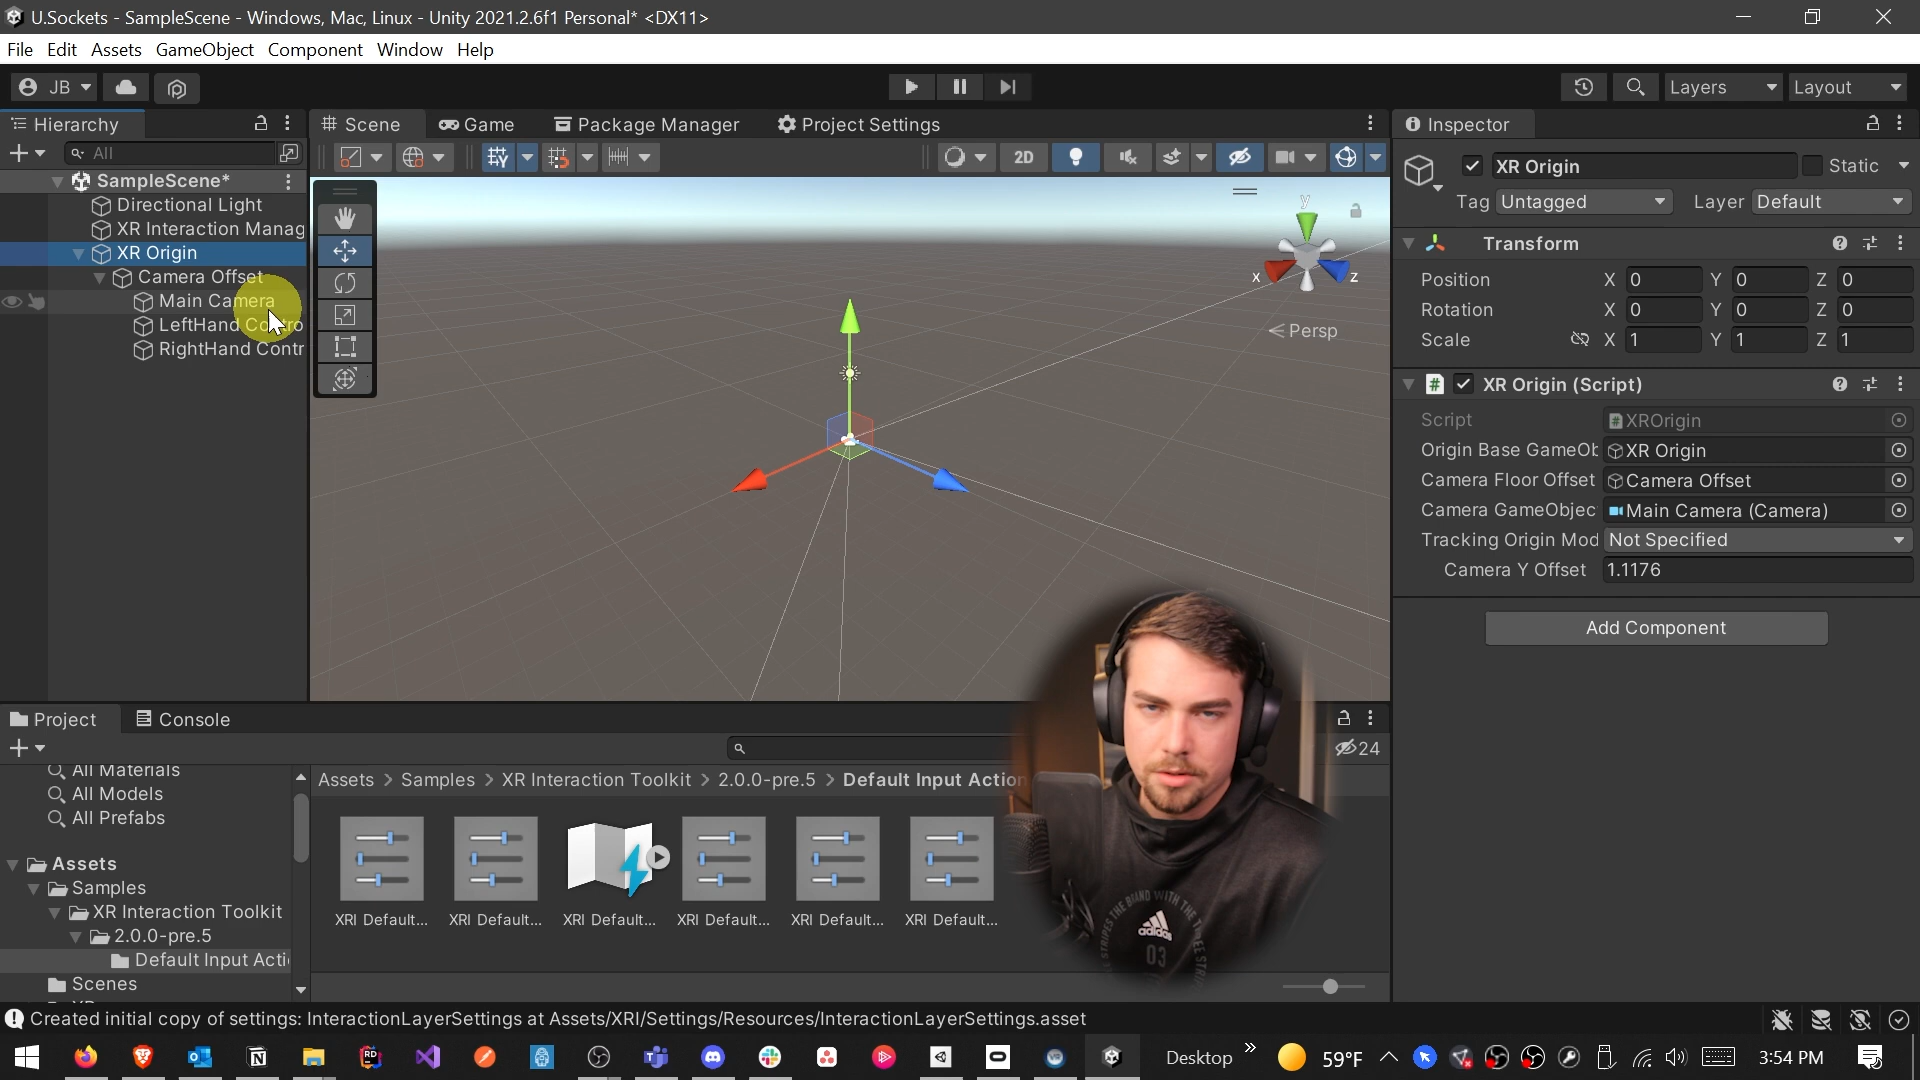 U.Sockets - SampleScene - Windows, Mac, Linux - Unity 2021.2.6f1 Personal* <DX11>
File Edit Assets GameObject Component Window Help
JB
Layers
Layout
Hierarchy
Scene
Game
Package Manager
Project Settings
Inspector
All
2D
XR Origin
Static
SampleScene*
Directional Light
XR Interaction Manag
XR Origin
Camera Offset
Main Camera
LeftHand Contro
RightHand Contr
y
x
z
Persp
Tag Untagged
Layer Default
Transform
Position X 0 Y 0 Z 0
Rotation X 0 Y 0 Z 0
Scale X 1 Y 1 Z 1
XR Origin (Script)
Script XROrigin
Origin Base GameOb XR Origin
Camera Floor Offset Camera Offset
Camera GameObjec Main Camera (Camera)
Tracking Origin Mod Not Specified
Camera Y Offset 1.1176
Add Component
Project
Console
24
All Materials
All Models
All Prefabs
Assets
Samples
XR Interaction Toolkit
2.0.0-pre.5
Default Input Acti
Scenes
Assets > Samples > XR Interaction Toolkit > 2.0.0-pre.5 > Default Input Action
XRI Default...
XRI Default...
XRI Default...
XRI Default...
XRI Default...
XRI Default...
THE BRAND WITH THE
adidas
03
Created initial copy of settings: InteractionLayerSettings at Assets/XRI/Settings/Resources/InteractionLayerSettings.asset
Desktop
59°F
3:54 PM